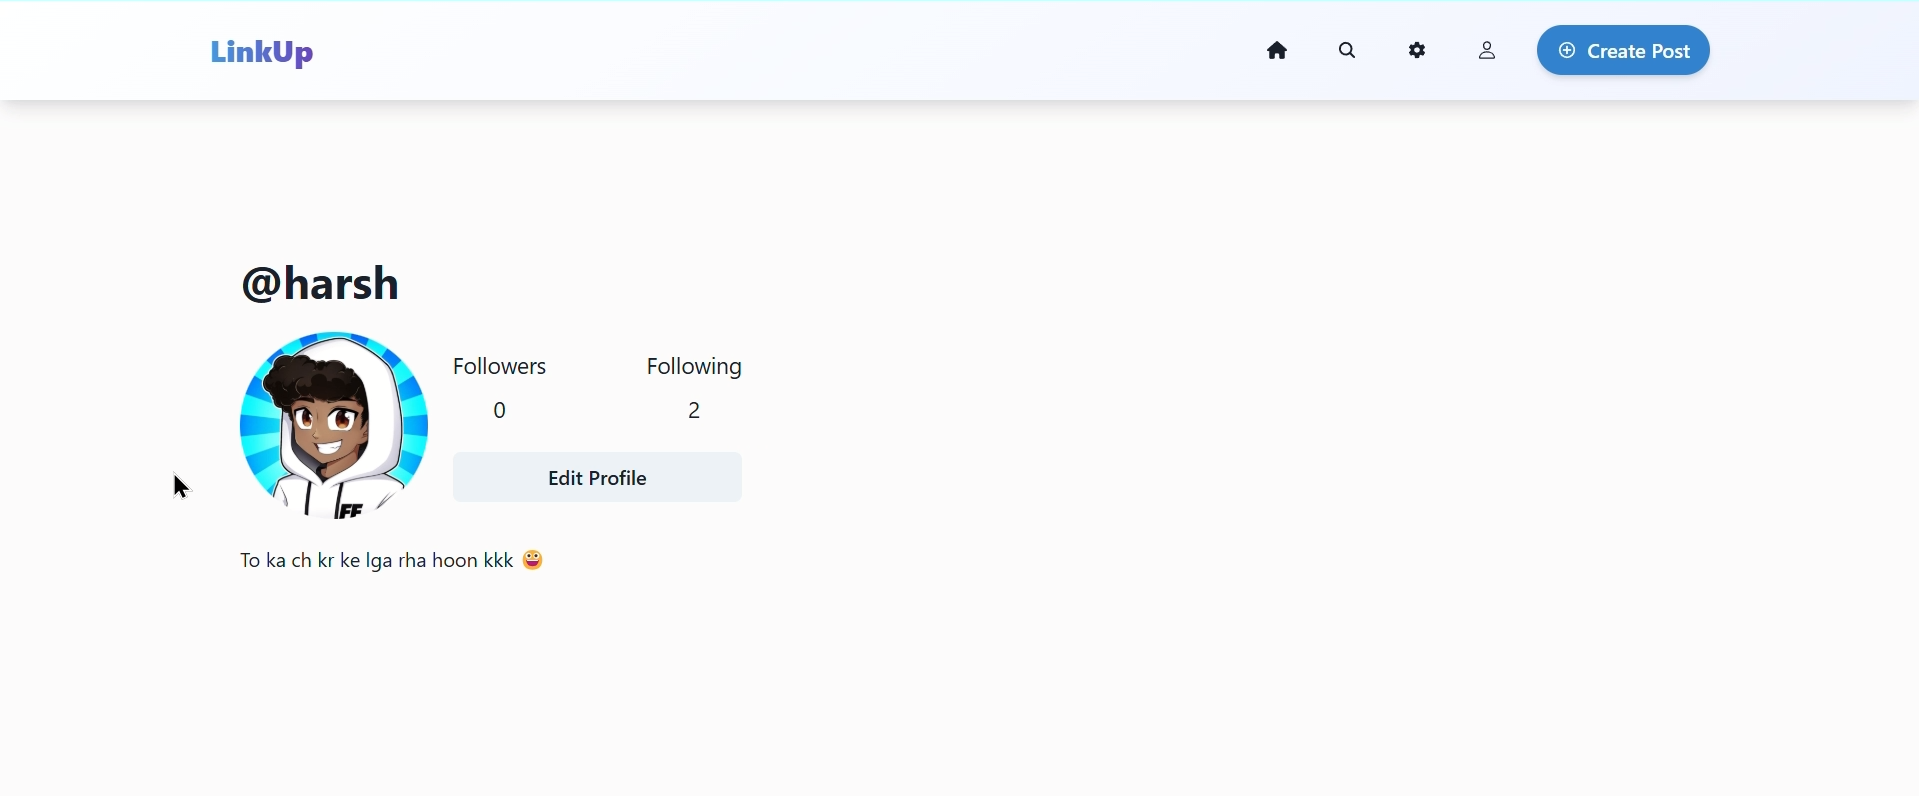 LinkUp
Create Post
@harsh
Followers Following
0 2
Edit Profile
FF
To ka ch kr ke lga rha hoon kkk 😀